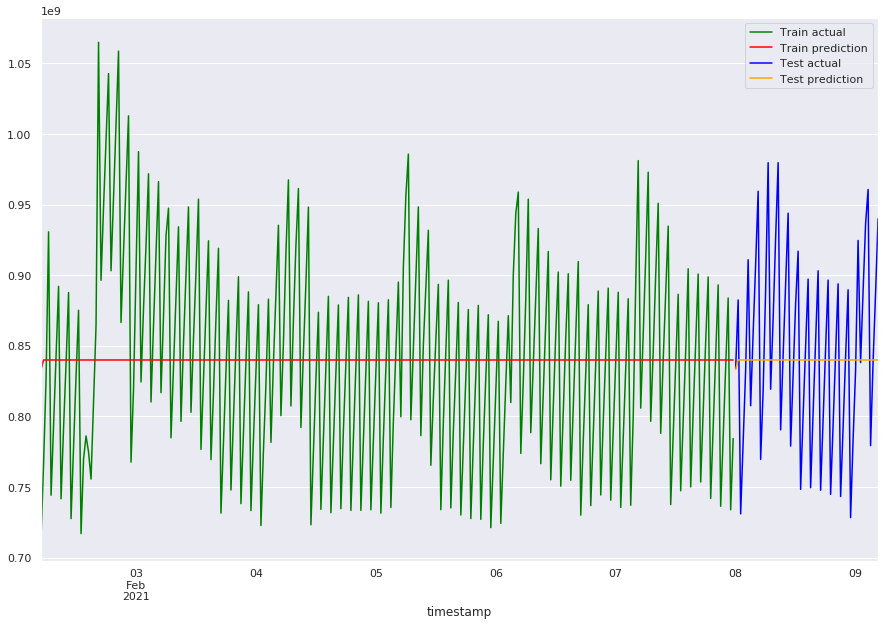 1e9
Train actual
Train prediction
Test actual
Test prediction
1.05
1.00
0.95
0.90
0.85
0.80
0.75
0.70
03 04 05 06 07 08 09
Feb
2021
timestamp